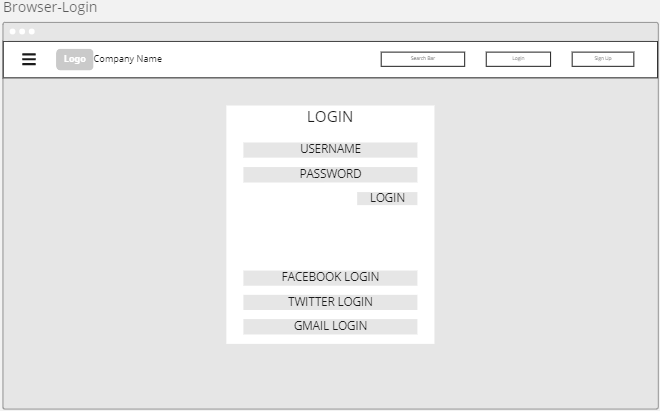 Browser-Login
Logo Company Name Search Bar Login Sign Up
LOGIN
USERNAME
PASSWORD
LOGIN
FACEBOOK LOGIN
TWITTER LOGIN
GMAIL LOGIN